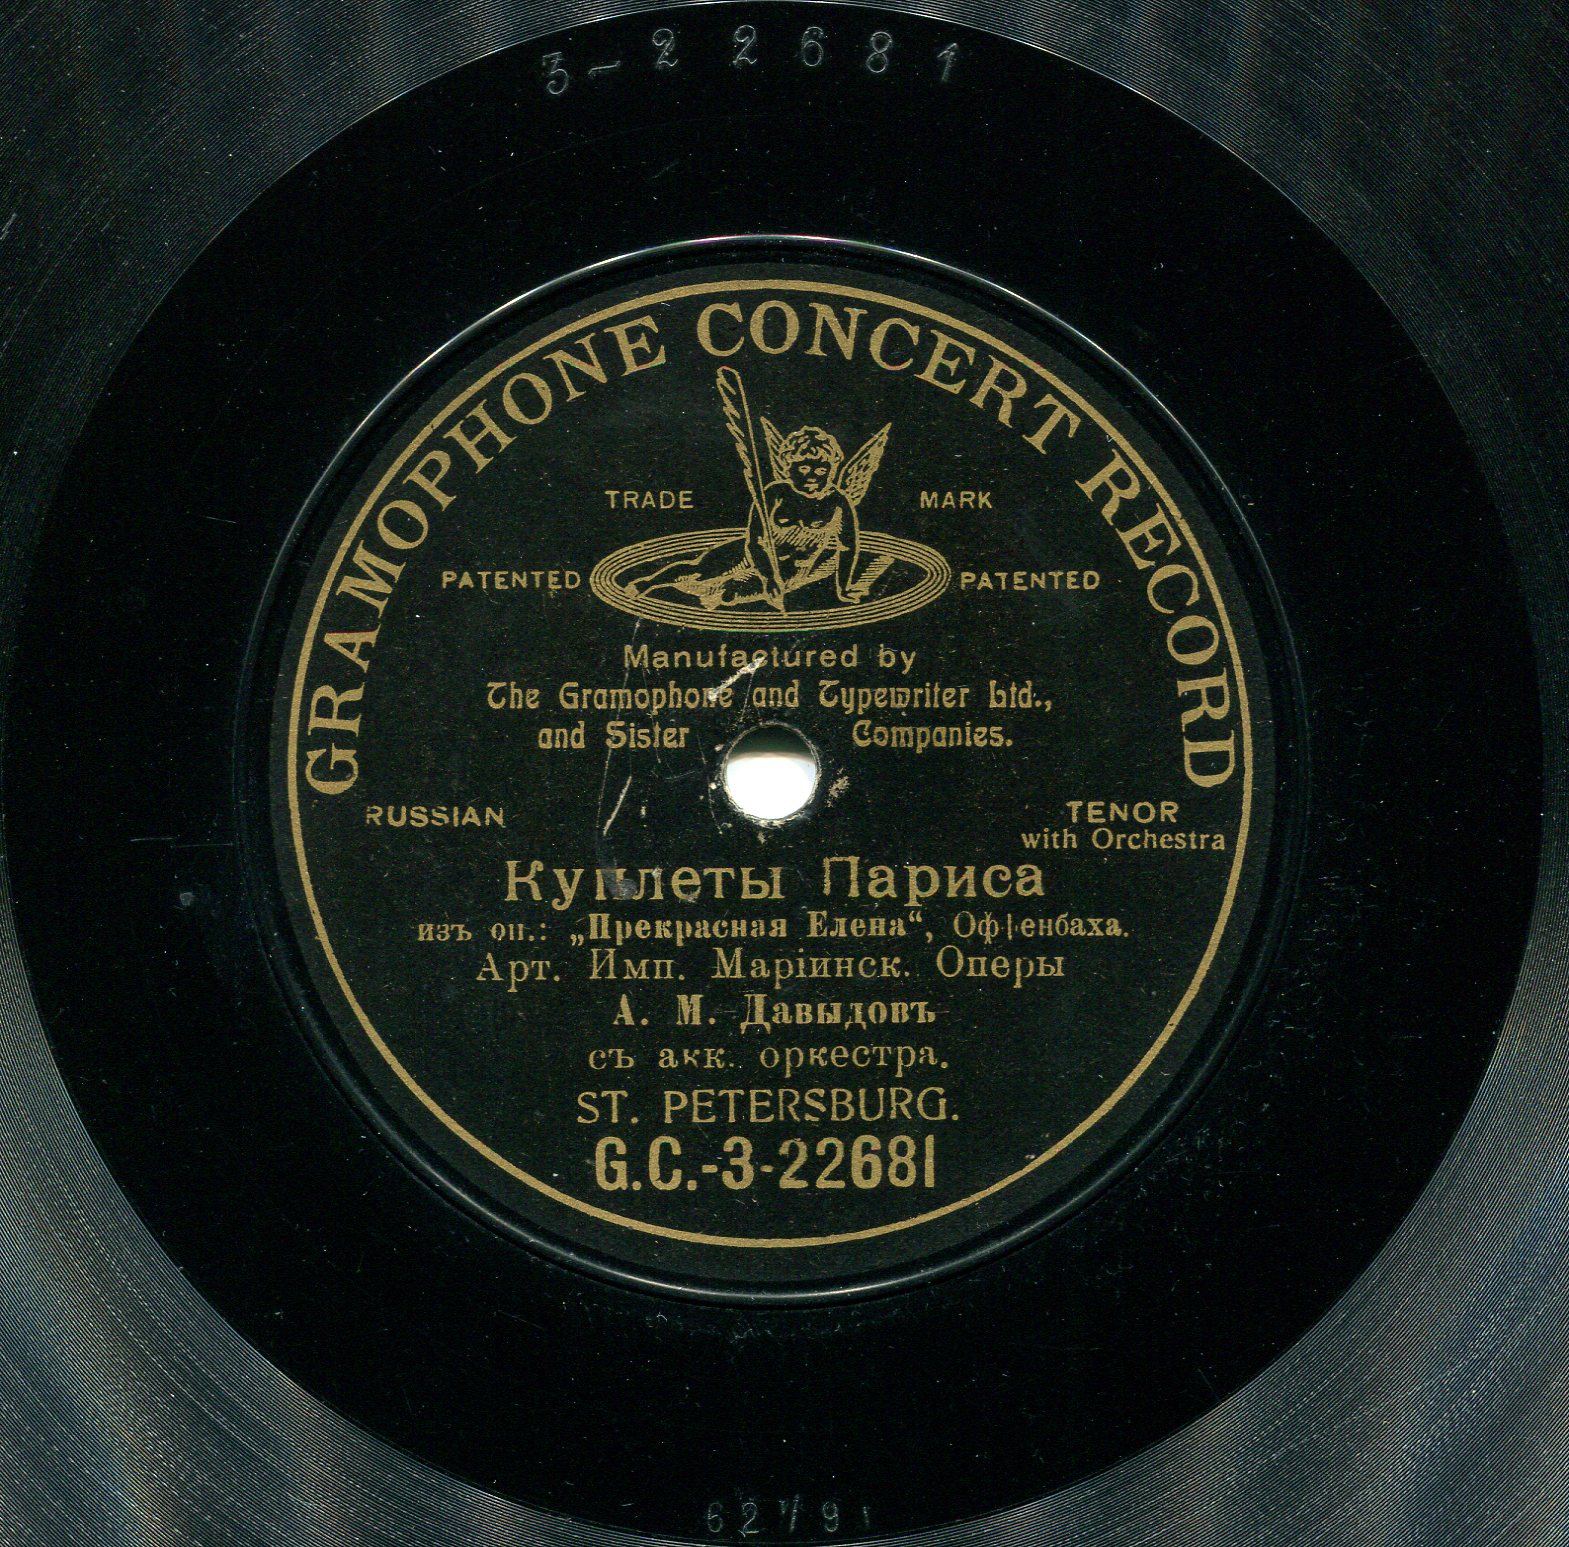 3-22681
GRAMOPHONE CONCERT RECORD
TRADE MARK
PATENTED PATENTED
Manufactured by
The Gramophone and Typewriter Ltd.,
and Sister Companies.
RUSSIAN
TENOR
with Orchestra
Куплеты Париса
изъ оп.: „Прекрасная Елена“, Оффенбаха.
Арт. Имп. Маріинск. Оперы
А. М. Давыдовъ
съ акк. оркестра.
ST. PETERSBURG.
G.C.-3-22681